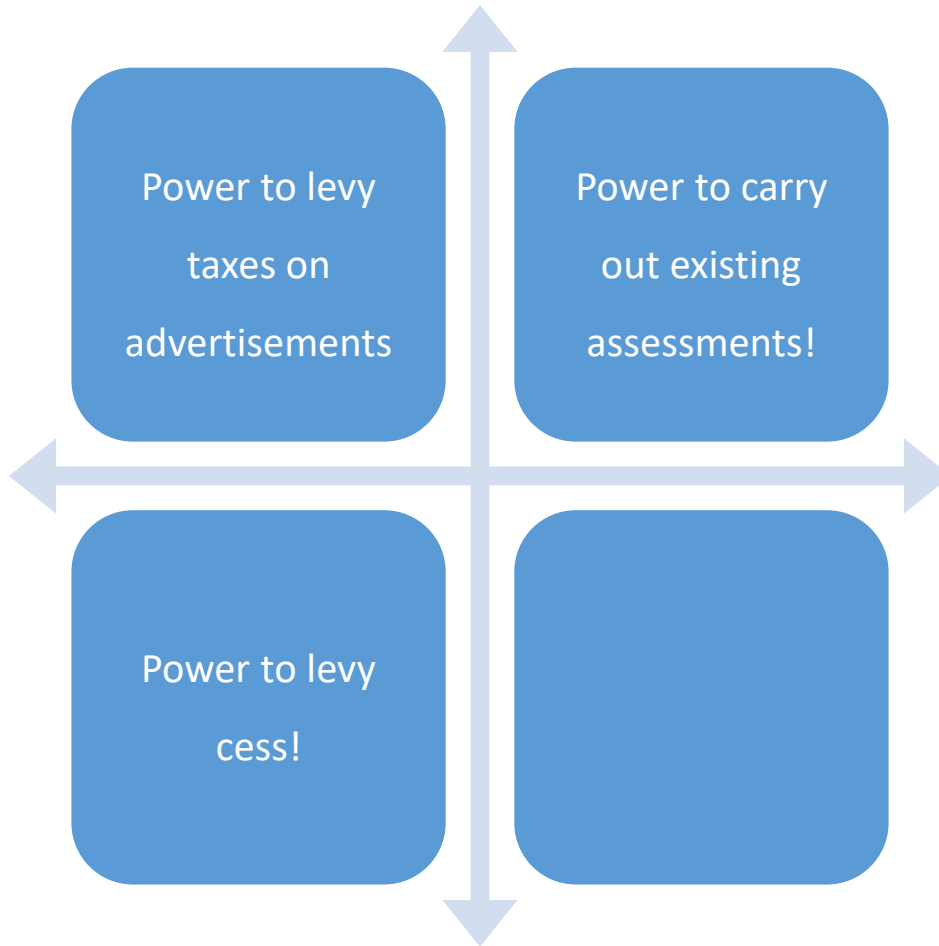 Power to levy
taxes on
advertisements
Power to carry
out existing
assessments!
Power to levy
cess!